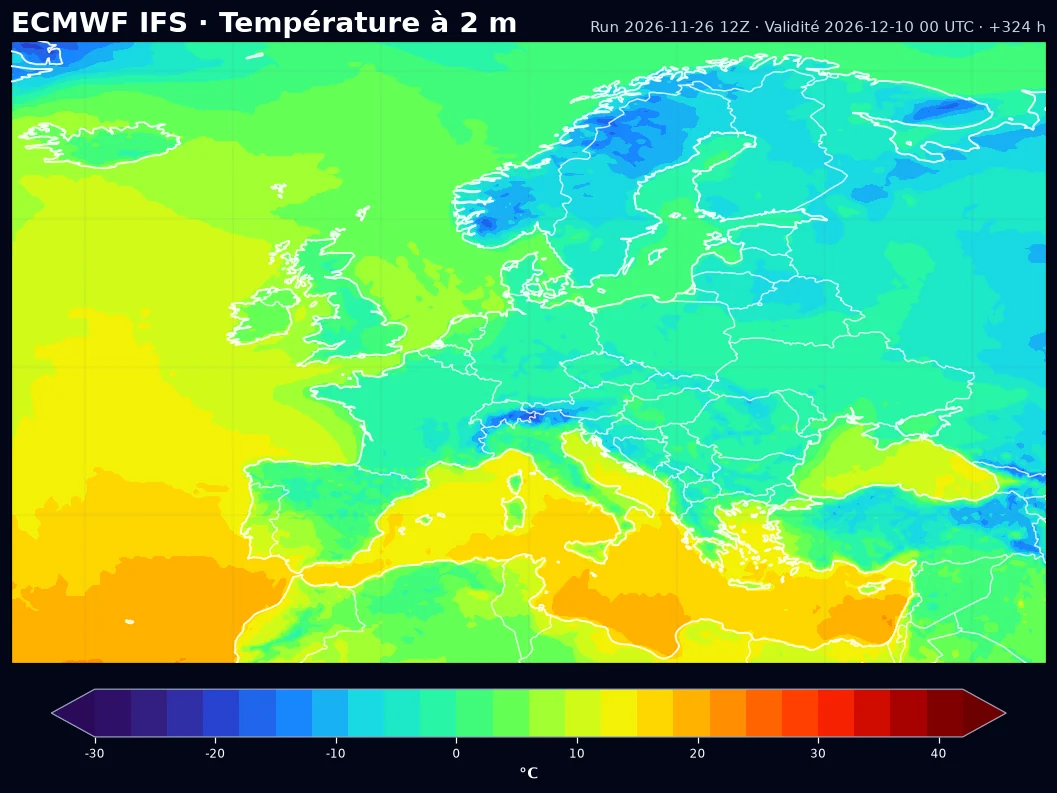 ECMWF IFS · Température à 2 m
Run 2026-11-26 12Z · Validité 2026-12-10 00 UTC · +324 h
-30 -20 -10 0 10 20 30 40
°C